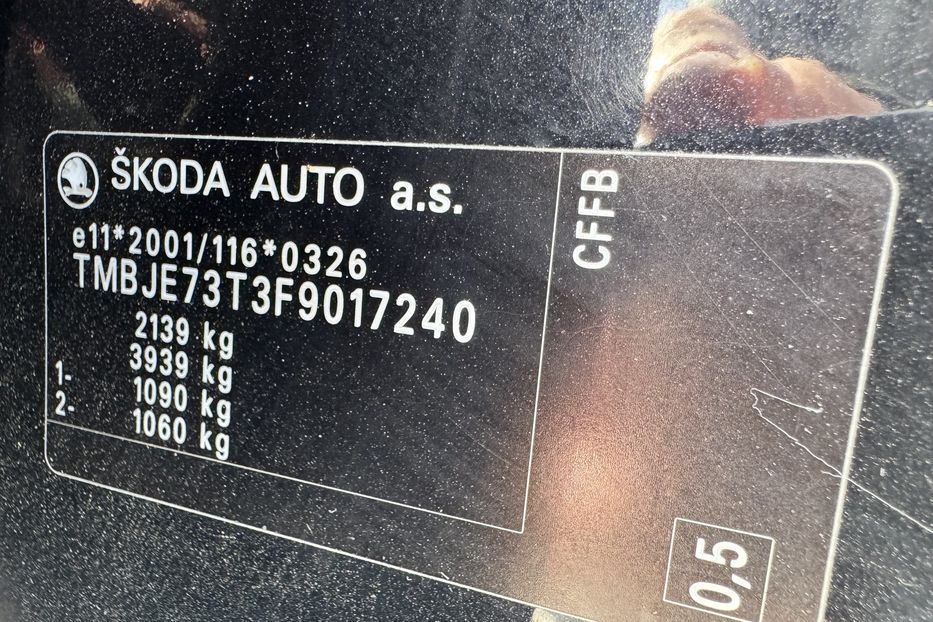 ŠKODA AUTO a.s.
e11*2001/116*0326
TMBJE73T3F9017240
2139 kg
3939 kg
1- 1090 kg
2- 1060 kg
CFFB
0,5